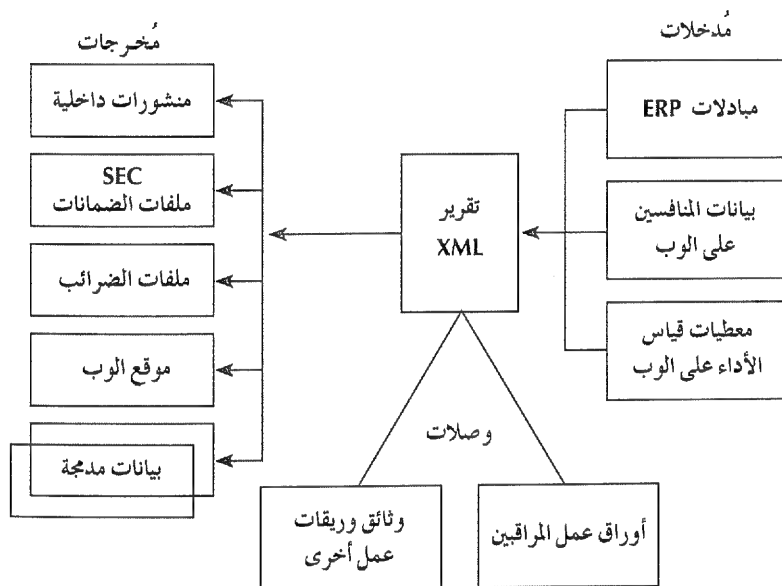 مُدخلات
مبادلات ERP
بيانات المنافسين
على الوب
معطيات قياس
الأداء على الوب
تقرير
XML
وصلات
أوراق عمل المراقبين
وثائق وريقات
عمل أخرى
مُخرجات
منشورات داخلية
SEC
ملفات الضمانات
ملفات الضرائب
موقع الوب
بيانات مدمجة